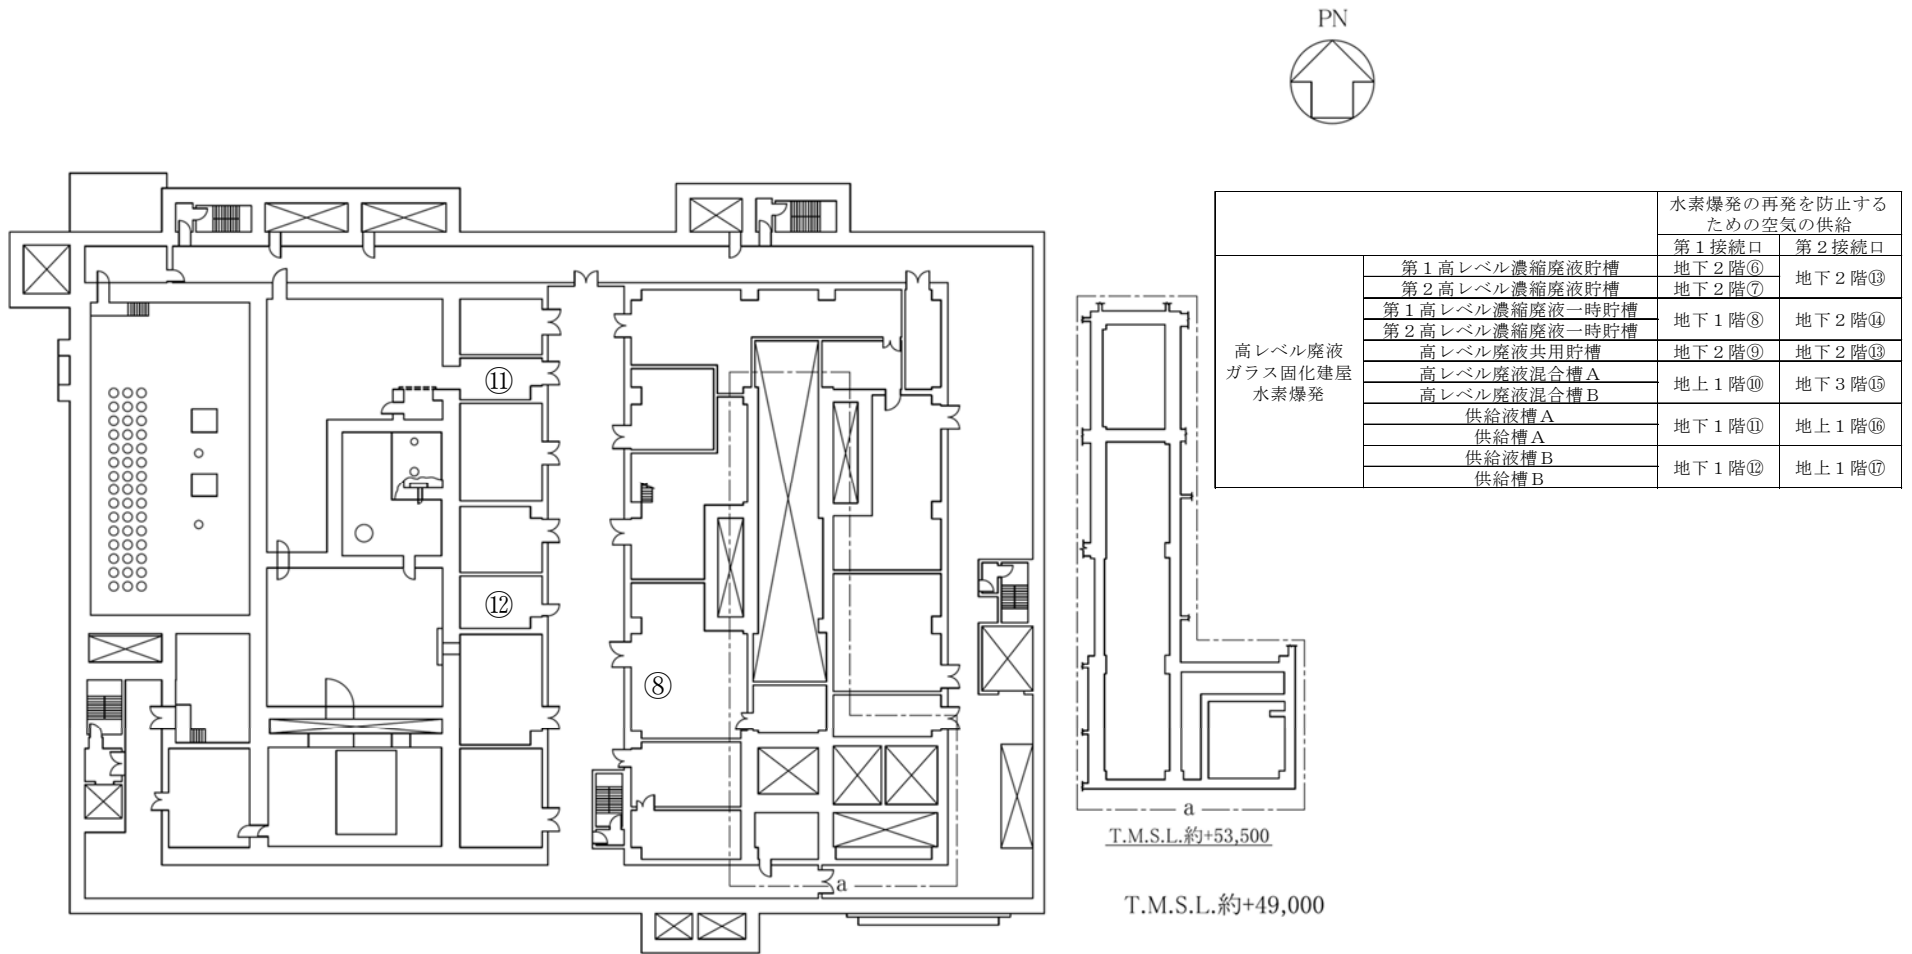 PN
水素爆発の再発を防止する
ための空気の供給
第1接続口 第2接続口
高レベル廃液
ガラス固化建屋
水素爆発
第1高レベル濃縮廃液貯槽 地下2階⑥ 地下2階⑬
第2高レベル濃縮廃液貯槽 地下2階⑦
第1高レベル濃縮廃液一時貯槽 地下1階⑧ 地下2階⑭
第2高レベル濃縮廃液一時貯槽
高レベル廃液共用貯槽 地下2階⑨ 地下2階⑬
高レベル廃液混合槽A 地上1階⑩ 地下3階⑮
高レベル廃液混合槽B
供給液槽A 地下1階⑪ 地上1階⑯
供給槽A
供給液槽B 地下1階⑫ 地上1階⑰
供給槽B
⑪
⑫
⑧
a
a
T.M.S.L.約+53,500
T.M.S.L.約+49,000